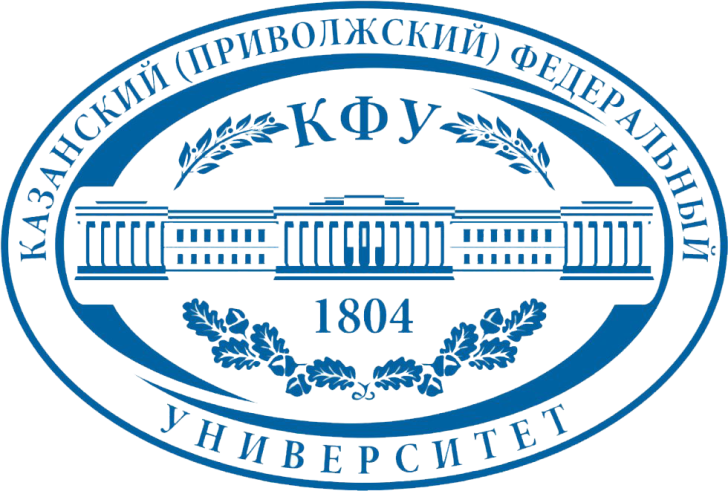 КАЗАНСКИЙ (ПРИВОЛЖСКИЙ) ФЕДЕРАЛЬНЫЙ
КФУ
1804
УНИВЕРСИТЕТ